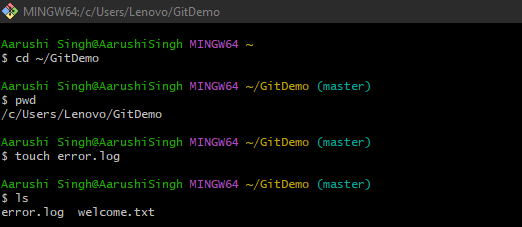 MINGW64:/c/Users/Lenovo/GitDemo
Aarushi Singh@AarushiSingh MINGW64 ~
$ cd ~/GitDemo
Aarushi Singh@AarushiSingh MINGW64 ~/GitDemo (master)
$ pwd
/c/Users/Lenovo/GitDemo
Aarushi Singh@AarushiSingh MINGW64 ~/GitDemo (master)
$ touch error.log
Aarushi Singh@AarushiSingh MINGW64 ~/GitDemo (master)
$ ls
error.log  welcome.txt